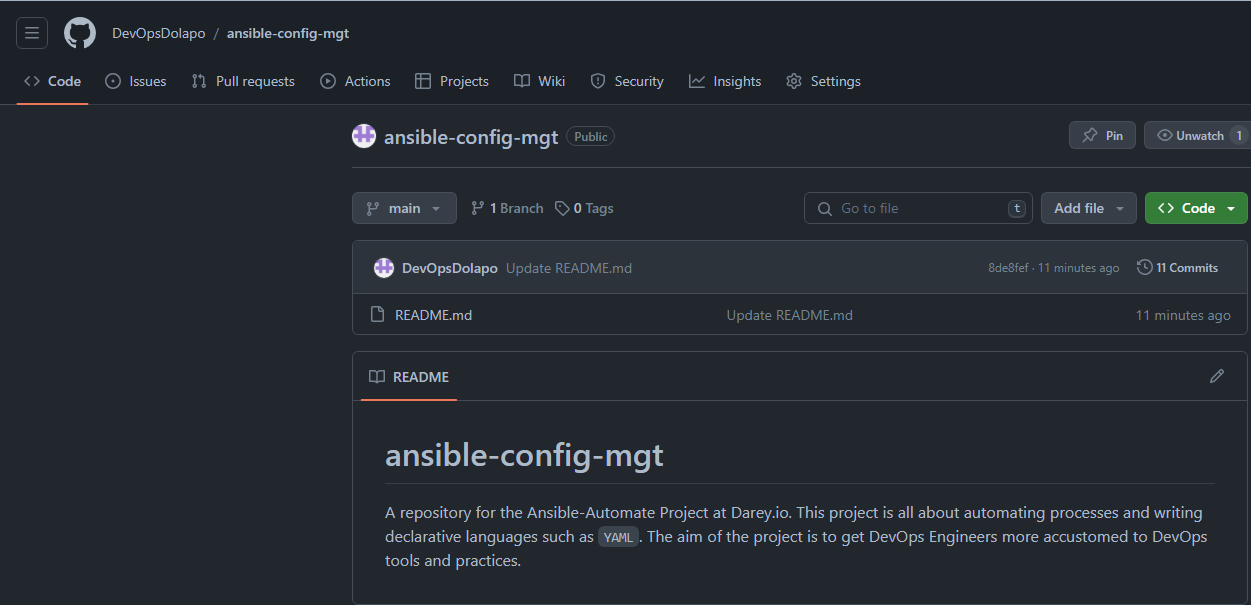 DevOpsDolapo / ansible-config-mgt
Code Issues Pull requests Actions Projects Wiki Security Insights Settings
ansible-config-mgt Public Pin Unwatch 1
main 1 Branch 0 Tags Go to file t Add file Code
DevOpsDolapo Update README.md 8de8fef · 11 minutes ago 11 Commits
README.md Update README.md 11 minutes ago
README
ansible-config-mgt
A repository for the Ansible-Automate Project at Darey.io. This project is all about automating processes and writing
declarative languages such as YAML. The aim of the project is to get DevOps Engineers more accustomed to DevOps
tools and practices.